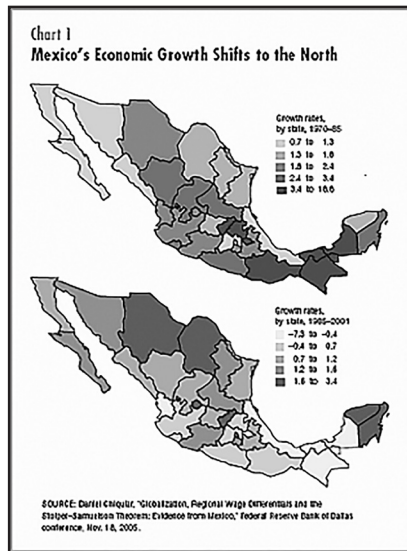 Chart 1
Mexico's Economic Growth Shifts to the North
Growth rates,
by state, 1970–85
0.7 to 1.3
1.3 to 1.8
1.8 to 2.4
2.4 to 3.4
3.4 to 16.6
Growth rates,
by state, 1985–2001
−7.3 to −0.4
−0.4 to 0.7
0.7 to 1.2
1.2 to 1.6
1.6 to 3.4
SOURCE: Daniel Chiquiar, "Globalization, Regional Wage Differentials and the
Stolper–Samuelson Theorem: Evidence from Mexico," Federal Reserve Bank of Dallas
conference, Nov. 18, 2005.